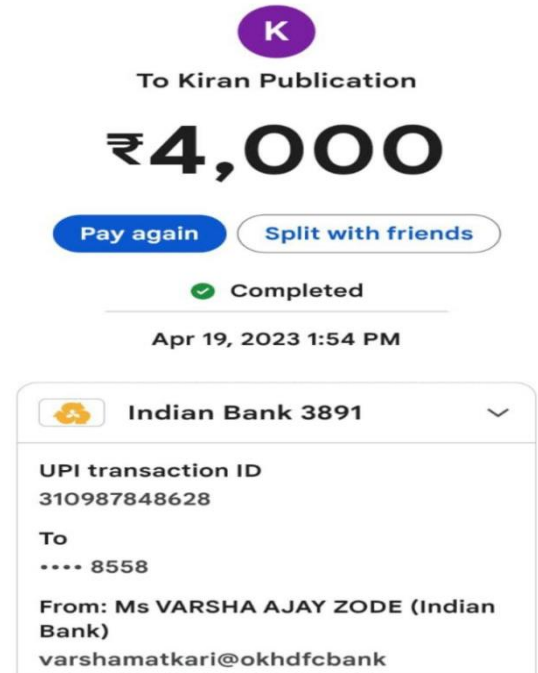 K
To Kiran Publication
₹4,000
Pay again
Split with friends
Completed
Apr 19, 2023 1:54 PM
Indian Bank 3891
UPI transaction ID
310987848628
To
•••• 8558
From: Ms VARSHA AJAY ZODE (Indian
Bank)
varshamatkari@okhdfcbank